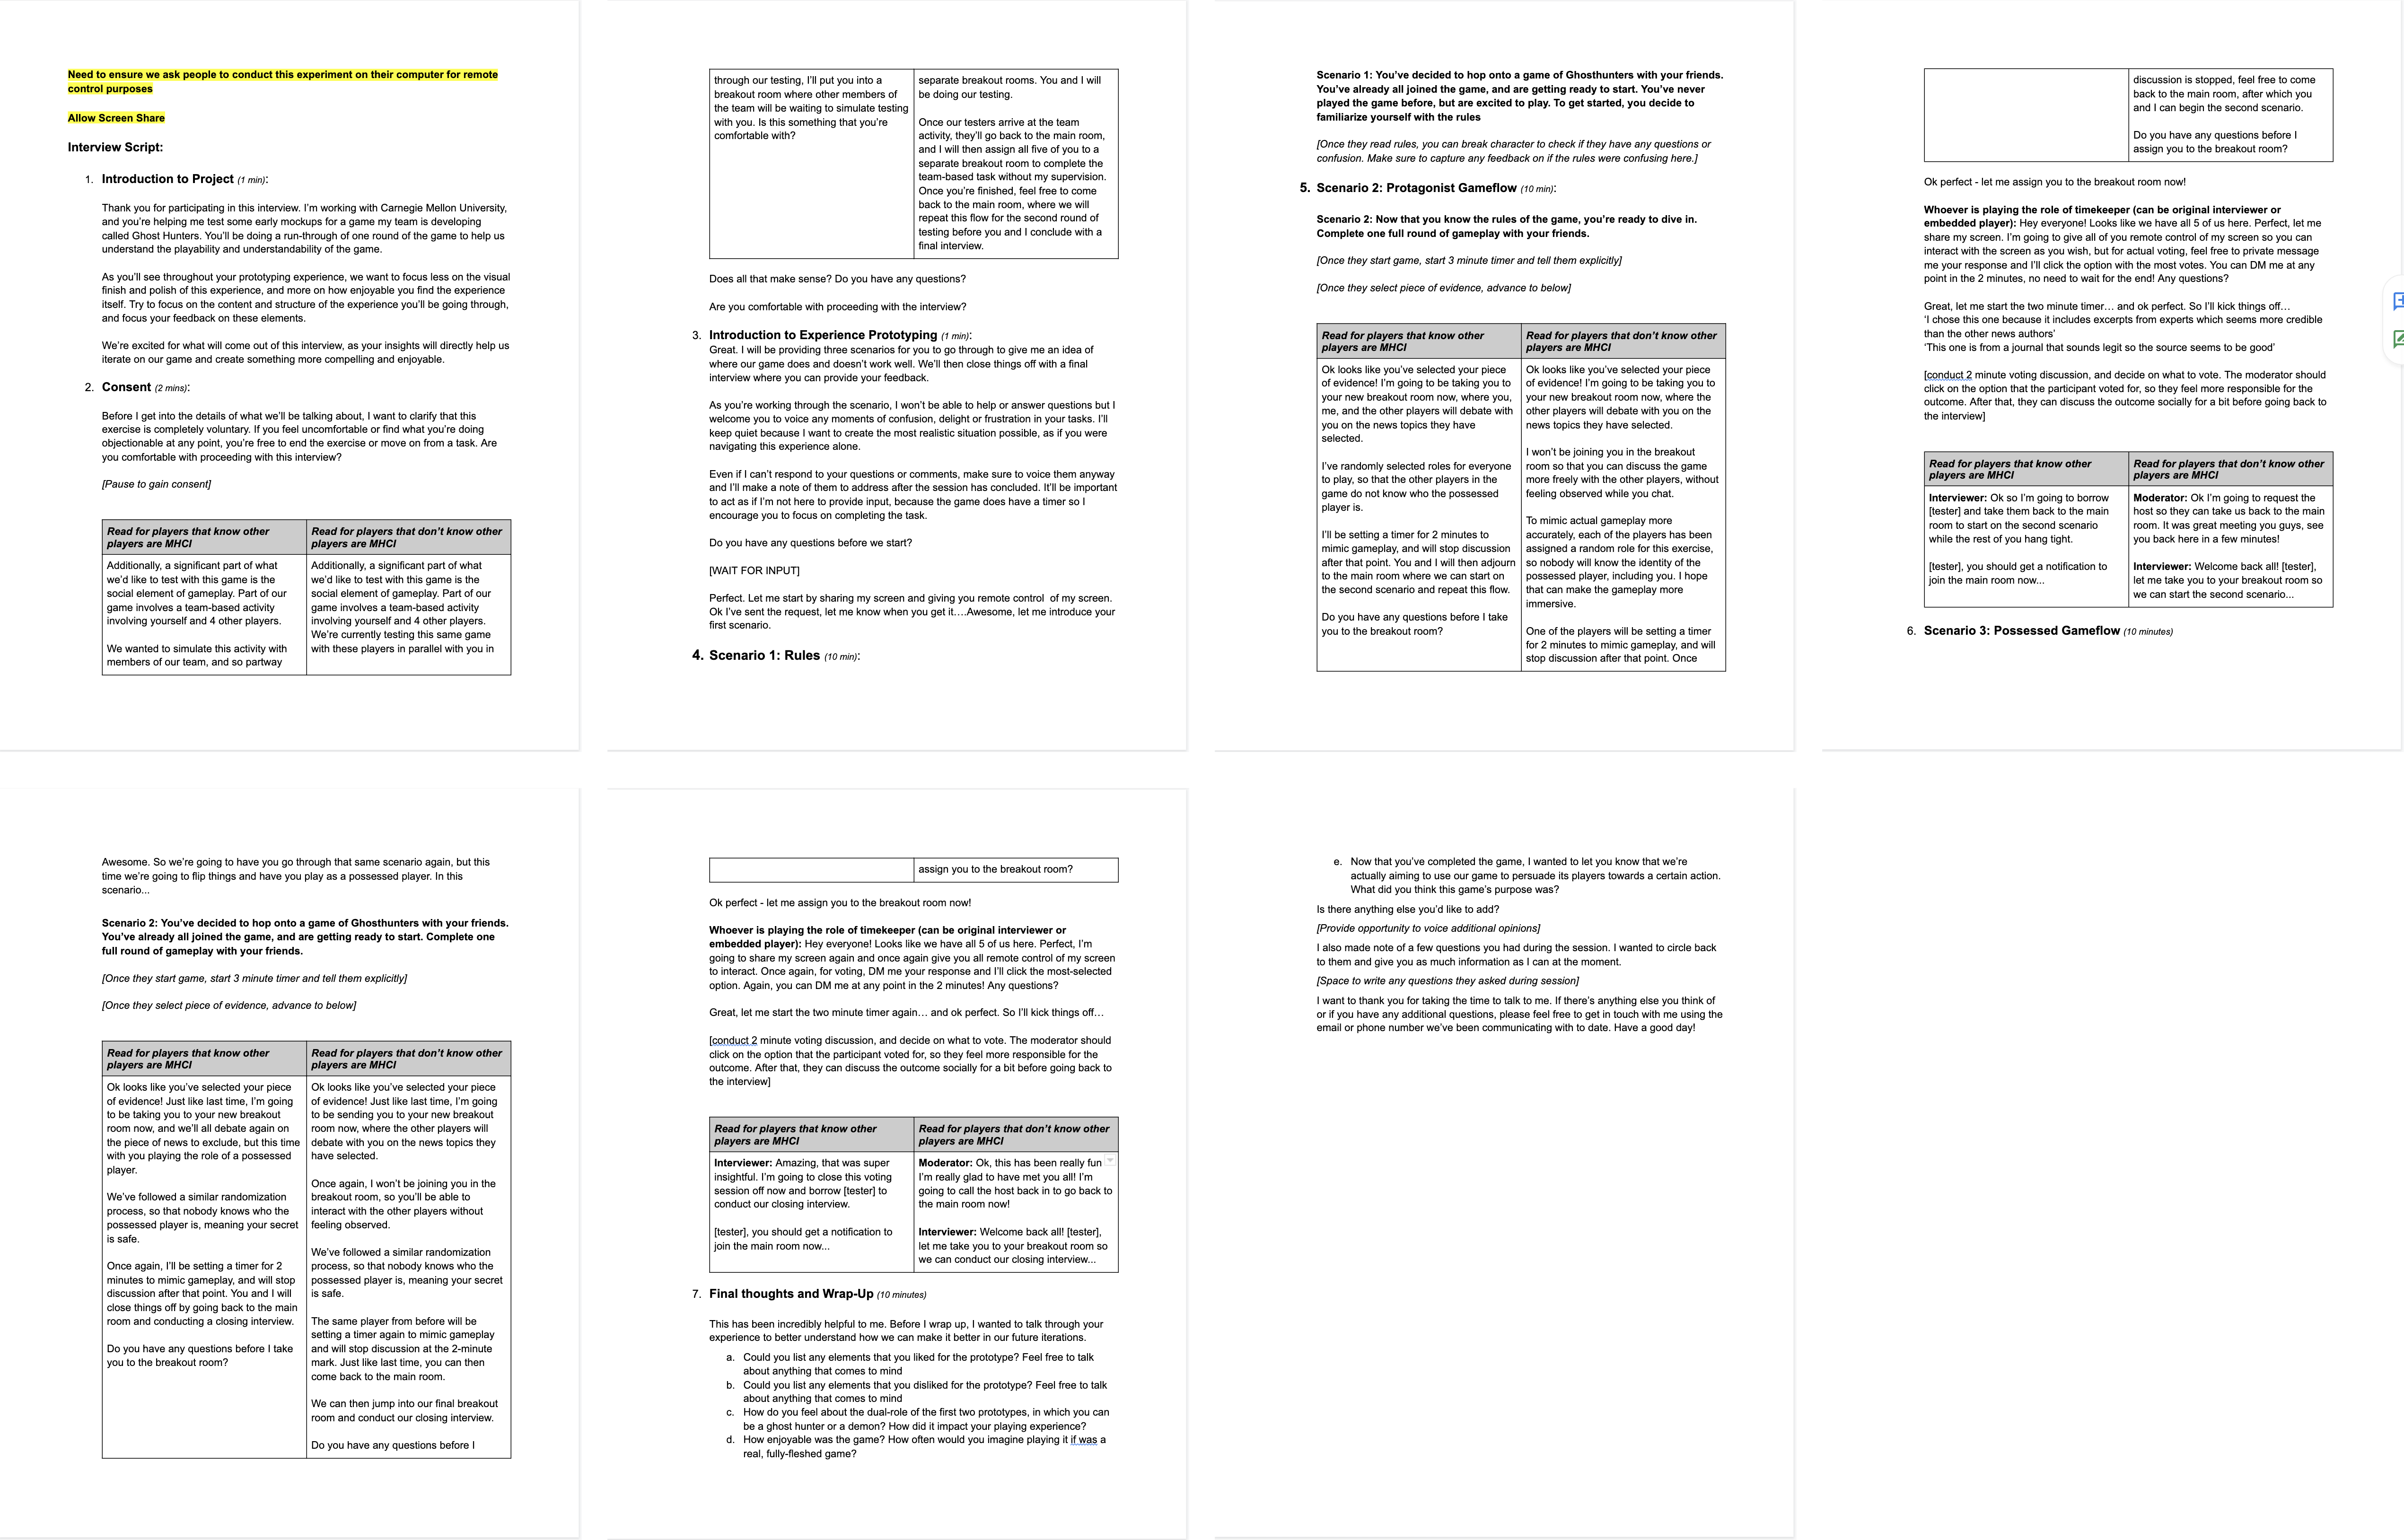 Need to ensure we ask people to conduct this experiment on their computer for remote
control purposes
Allow Screen Share
Interview Script:
1. Introduction to Project (1 min):
Thank you for participating in this interview. I'm working with Carnegie Mellon University,
and you're helping me test some early mockups for a game my team is developing
called Ghost Hunters. You'll be doing a run-through of one round of the game to help us
understand the playability and understandability of the game.
As you'll see throughout your prototyping experience, we want to focus less on the visual
finish and polish of this experience, and more on how enjoyable you find the experience
itself. Try to focus on the content and structure of the experience you'll be going through,
and focus your feedback on these elements.
We're excited for what will come out of this interview, as your insights will directly help us
iterate on our game and create something more compelling and enjoyable.
2. Consent (2 mins):
Before I get into the details of what we'll be talking about, I want to clarify that this
exercise is completely voluntary. If you feel uncomfortable or find what you're doing
objectionable at any point, you're free to end the exercise or move on from a task. Are
you comfortable with proceeding with this interview?
[Pause to gain consent]
Read for players that know other
players are MHCI
Additionally, a significant part of what
we'd like to test with this game is the
social element of gameplay. Part of our
game involves a team-based activity
involving yourself and 4 other players.
We wanted to simulate this activity with
members of our team, and so partway
Read for players that don't know other
players are MHCI
Additionally, a significant part of what
we'd like to test with this game is the
social element of gameplay. Part of our
game involves a team-based activity
involving yourself and 4 other players.
We're currently testing this same game
with these players in parallel with you in
through our testing, I'll put you into a
breakout room where other members of
the team will be waiting to simulate testing
with you. Is this something that you're
comfortable with?
separate breakout rooms. You and I will
be doing our testing.
Once our testers arrive at the team
activity, they'll go back to the main room,
and I will then assign all five of you to a
separate breakout room to complete the
team-based task without my supervision.
Once you're finished, feel free to come
back to the main room, where we will
repeat this flow for the second round of
testing before you and I conclude with a
final interview.
Does all that make sense? Do you have any questions?
Are you comfortable with proceeding with the interview?
3. Introduction to Experience Prototyping (1 min):
Great. I will be providing three scenarios for you to go through to give me an idea of
where our game does and doesn't work well. We'll then close things off with a final
interview where you can provide your feedback.
As you're working through the scenario, I won't be able to help or answer questions but I
welcome you to voice any moments of confusion, delight or frustration in your tasks. I'll
keep quiet because I want to create the most realistic situation possible, as if you were
navigating this experience alone.
Even if I can't respond to your questions or comments, make sure to voice them anyway
and I'll make a note of them to address after the session has concluded. It'll be important
to act as if I'm not here to provide input, because the game does have a timer so I
encourage you to focus on completing the task.
Do you have any questions before we start?
[WAIT FOR INPUT]
Perfect. Let me start by sharing my screen and giving you remote control of my screen.
Ok I've sent the request, let me know when you get it….Awesome, let me introduce your
first scenario.
4. Scenario 1: Rules (10 min):
Scenario 1: You've decided to hop onto a game of Ghosthunters with your friends.
You've already all joined the game, and are getting ready to start. You've never
played the game before, but are excited to play. To get started, you decide to
familiarize yourself with the rules
[Once they read rules, you can break character to check if they have any questions or
confusion. Make sure to capture any feedback on if the rules were confusing here.]
5. Scenario 2: Protagonist Gameflow (10 min):
Scenario 2: Now that you know the rules of the game, you're ready to dive in.
Complete one full round of gameplay with your friends.
[Once they start game, start 3 minute timer and tell them explicitly]
[Once they select piece of evidence, advance to below]
Read for players that know other
players are MHCI
Ok looks like you've selected your piece
of evidence! I'm going to be taking you to
your new breakout room now, where you,
me, and the other players will debate with
you on the news topics they have
selected.
I've randomly selected roles for everyone
to play, so that the other players in the
game do not know who the possessed
player is.
I'll be setting a timer for 2 minutes to
mimic gameplay, and will stop discussion
after that point. You and I will then adjourn
to the main room where we can start on
the second scenario and repeat this flow.
Do you have any questions before I take
you to the breakout room?
Read for players that don't know other
players are MHCI
Ok looks like you've selected your piece
of evidence! I'm going to be taking you to
your new breakout room now, where the
other players will debate with you on the
news topics they have selected.
I won't be joining you in the breakout
room so that you can discuss the game
more freely with the other players, without
feeling observed while you chat.
To mimic actual gameplay more
accurately, each of the players has been
assigned a random role for this exercise,
so nobody will know the identity of the
possessed player, including you. I hope
that can make the gameplay more
immersive.
One of the players will be setting a timer
for 2 minutes to mimic gameplay, and will
stop discussion after that point. Once
discussion is stopped, feel free to come
back to the main room, after which you
and I can begin the second scenario.
Do you have any questions before I
assign you to the breakout room?
Ok perfect - let me assign you to the breakout room now!
Whoever is playing the role of timekeeper (can be original interviewer or
embedded player): Hey everyone! Looks like we have all 5 of us here. Perfect, let me
share my screen. I'm going to give all of you remote control of my screen so you can
interact with the screen as you wish, but for actual voting, feel free to private message
me your response and I'll click the option with the most votes. You can DM me at any
point in the 2 minutes, no need to wait for the end! Any questions?
Great, let me start the two minute timer… and ok perfect. So I'll kick things off…
'I chose this one because it includes excerpts from experts which seems more credible
than the other news authors'
'This one is from a journal that sounds legit so the source seems to be good'
[conduct 2 minute voting discussion, and decide on what to vote. The moderator should
click on the option that the participant voted for, so they feel more responsible for the
outcome. After that, they can discuss the outcome socially for a bit before going back to
the interview]
Read for players that know other
players are MHCI
Interviewer: Ok so I'm going to borrow
[tester] and take them back to the main
room to start on the second scenario
while the rest of you hang tight.
[tester], you should get a notification to
join the main room now...
Read for players that don't know other
players are MHCI
Moderator: Ok I'm going to request the
host so they can take us back to the main
room. It was great meeting you guys, see
you back here in a few minutes!
Interviewer: Welcome back all! [tester],
let me take you to your breakout room so
we can start the second scenario...
6. Scenario 3: Possessed Gameflow (10 minutes)
Awesome. So we're going to have you go through that same scenario again, but this
time we're going to flip things and have you play as a possessed player. In this
scenario...
Scenario 2: You've decided to hop onto a game of Ghosthunters with your friends.
You've already all joined the game, and are getting ready to start. Complete one
full round of gameplay with your friends.
[Once they start game, start 3 minute timer and tell them explicitly]
[Once they select piece of evidence, advance to below]
Read for players that know other
players are MHCI
Ok looks like you've selected your piece
of evidence! Just like last time, I'm going
to be taking you to your new breakout
room now, and we'll all debate again on
the piece of news to exclude, but this time
with you playing the role of a possessed
player.
We've followed a similar randomization
process, so that nobody knows who the
possessed player is, meaning your secret
is safe.
Once again, I'll be setting a timer for 2
minutes to mimic gameplay, and will stop
discussion after that point. You and I will
close things off by going back to the main
room and conducting a closing interview.
Do you have any questions before I take
you to the breakout room?
Read for players that don't know other
players are MHCI
Ok looks like you've selected your piece
of evidence! Just like last time, I'm going
to be sending you to your new breakout
room now, where the other players will
debate with you on the news topics they
have selected.
Once again, I won't be joining you in the
breakout room, so you'll be able to
interact with the other players without
feeling observed.
We've followed a similar randomization
process, so that nobody knows who the
possessed player is, meaning your secret
is safe.
The same player from before will be
setting a timer again to mimic gameplay
and will stop discussion at the 2-minute
mark. Just like last time, you can then
come back to the main room.
We can then jump into our final breakout
room and conduct our closing interview.
Do you have any questions before I
assign you to the breakout room?
Ok perfect - let me assign you to the breakout room now!
Whoever is playing the role of timekeeper (can be original interviewer or
embedded player): Hey everyone! Looks like we have all 5 of us here. Perfect, I'm
going to share my screen again and once again give you all remote control of my screen
to interact. Once again, for voting, DM me your response and I'll click the most-selected
option. Again, you can DM me at any point in the 2 minutes! Any questions?
Great, let me start the two minute timer again… and ok perfect. So I'll kick things off…
[conduct 2 minute voting discussion, and decide on what to vote. The moderator should
click on the option that the participant voted for, so they feel more responsible for the
outcome. After that, they can discuss the outcome socially for a bit before going back to
the interview]
Read for players that know other
players are MHCI
Interviewer: Amazing, that was super
insightful. I'm going to close this voting
session off now and borrow [tester] to
conduct our closing interview.
[tester], you should get a notification to
join the main room now...
Read for players that don't know other
players are MHCI
Moderator: Ok, this has been really fun
I'm really glad to have met you all! I'm
going to call the host back in to go back to
the main room now!
Interviewer: Welcome back all! [tester],
let me take you to your breakout room so
we can conduct our closing interview...
7. Final thoughts and Wrap-Up (10 minutes)
This has been incredibly helpful to me. Before I wrap up, I wanted to talk through your
experience to better understand how we can make it better in our future iterations.
a. Could you list any elements that you liked for the prototype? Feel free to talk
about anything that comes to mind
b. Could you list any elements that you disliked for the prototype? Feel free to talk
about anything that comes to mind
c. How do you feel about the dual-role of the first two prototypes, in which you can
be a ghost hunter or a demon? How did it impact your playing experience?
d. How enjoyable was the game? How often would you imagine playing it if was a
real, fully-fleshed game?
e. Now that you've completed the game, I wanted to let you know that we're
actually aiming to use our game to persuade its players towards a certain action.
What did you think this game's purpose was?
Is there anything else you'd like to add?
[Provide opportunity to voice additional opinions]
I also made note of a few questions you had during the session. I wanted to circle back
to them and give you as much information as I can at the moment.
[Space to write any questions they asked during session]
I want to thank you for taking the time to talk to me. If there's anything else you think of
or if you have any additional questions, please feel free to get in touch with me using the
email or phone number we've been communicating with to date. Have a good day!